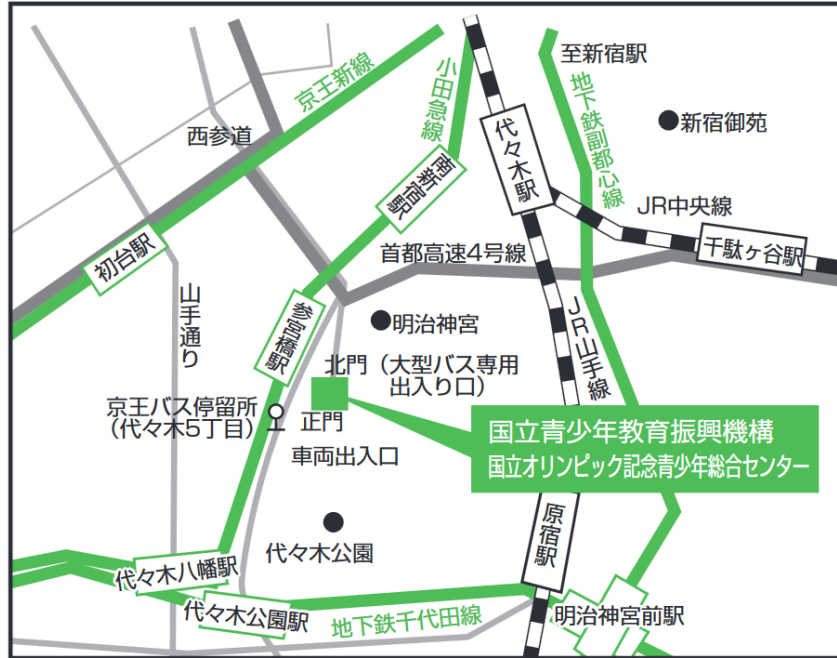 至新宿駅
京王新線
小田急線
地下鉄副都心線
新宿御苑
西参道
代々木駅
南新宿駅
JR中央線
千駄ヶ谷駅
初台駅
首都高速4号線
山手通り
参宮橋駅
明治神宮
JR山手線
北門（大型バス専用
出入り口）
京王バス停留所
（代々木5丁目）
正門
車両出入口
国立青少年教育振興機構
国立オリンピック記念青少年総合センター
原宿駅
代々木公園
代々木八幡駅
代々木公園駅
地下鉄千代田線
明治神宮前駅